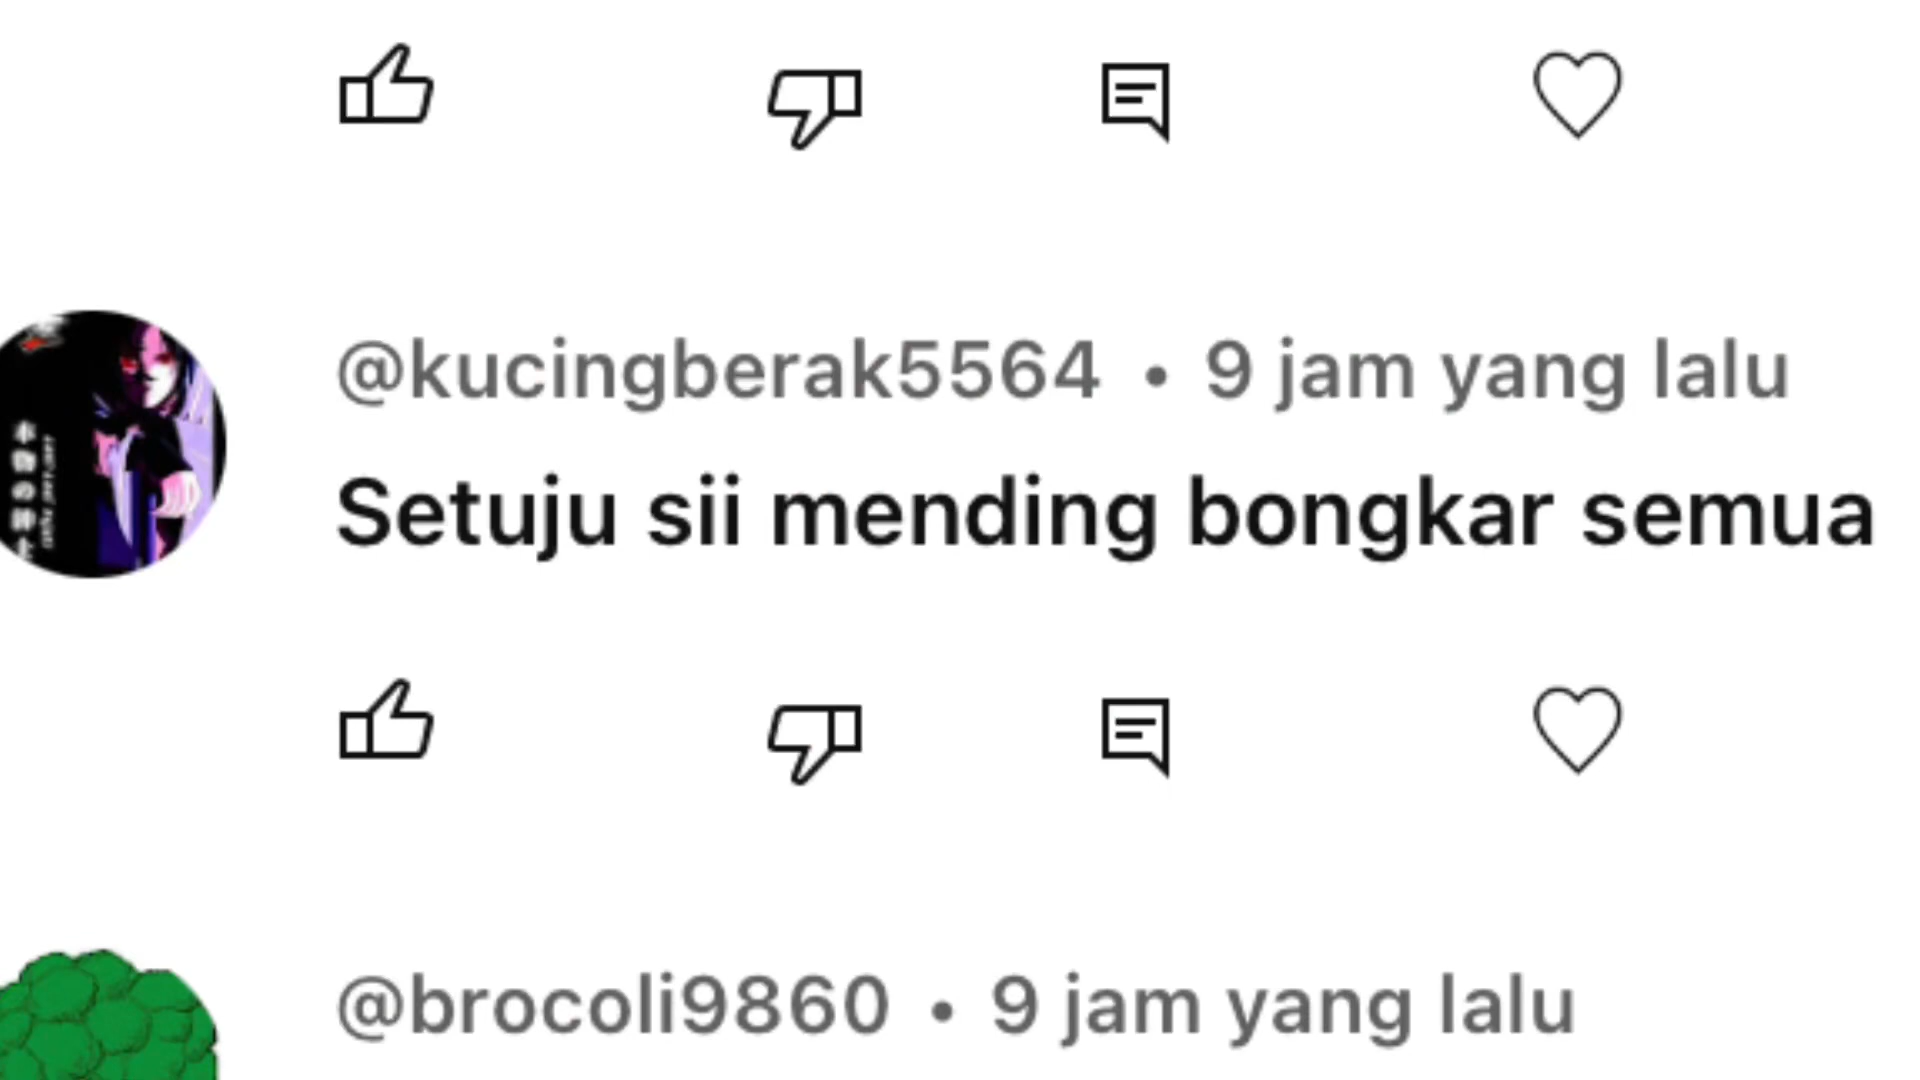 @kucingberak5564 • 9 jam yang lalu
Setuju sii mending bongkar semua
@brocoli9860 • 9 jam yang lalu